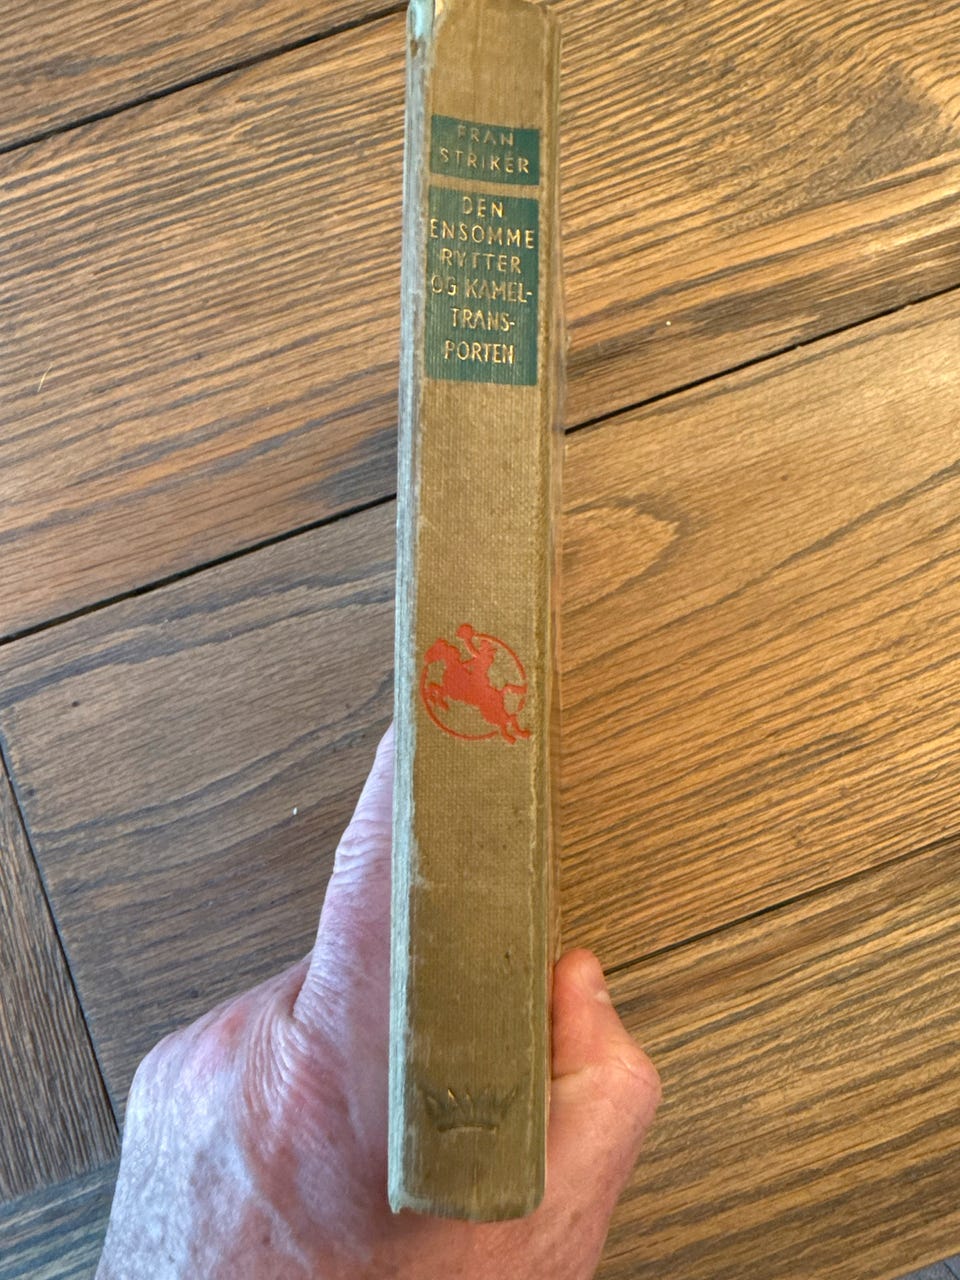 FRAN
STRIKER
DEN
ENSOMME
RYTTER
OG KAMEL-
TRANS-
PORTEN